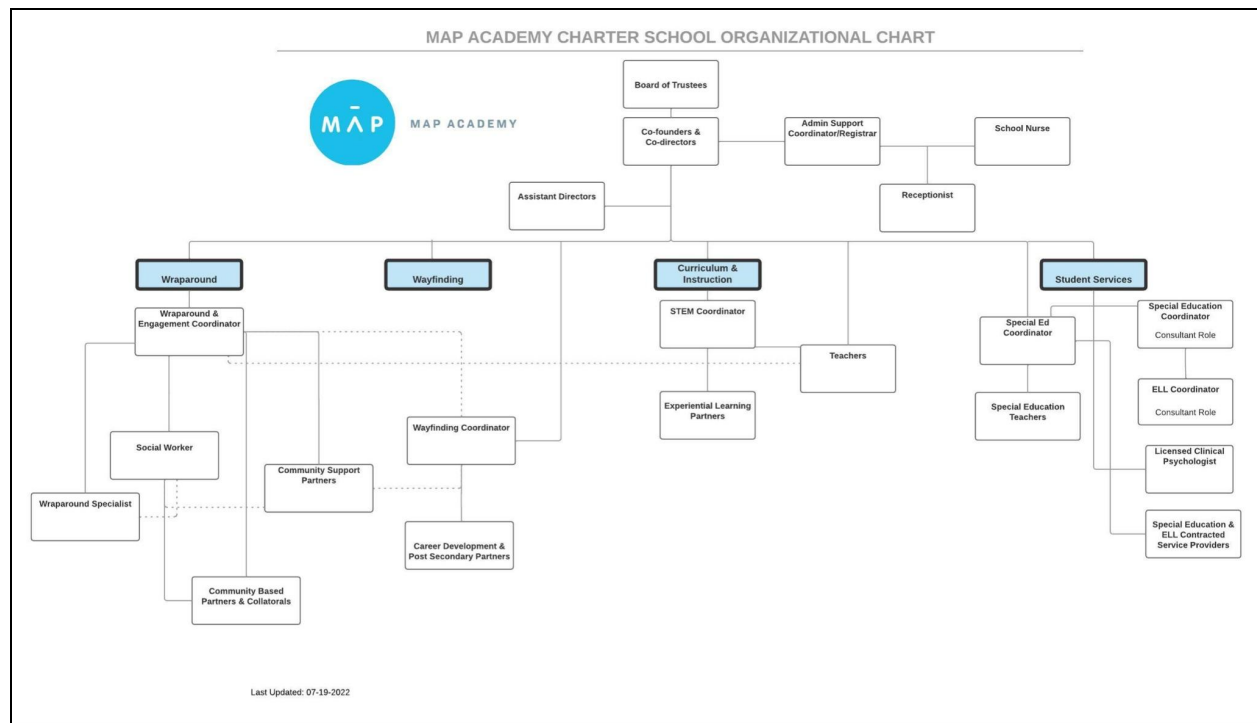 MAP ACADEMY CHARTER SCHOOL ORGANIZATIONAL CHART
MĀP
MAP ACADEMY
Board of Trustees
Co-founders &
Co-directors
Admin Support
Coordinator/Registrar
School Nurse
Assistant Directors
Receptionist
Wraparound
Wayfinding
Curriculum &
Instruction
Student Services
Wraparound &
Engagement Coordinator
STEM Coordinator
Teachers
Special Ed
Coordinator
Special Education
Coordinator
Consultant Role
Experiential Learning
Partners
Special Education
Teachers
ELL Coordinator
Consultant Role
Social Worker
Wayfinding Coordinator
Community Support
Partners
Licensed Clinical
Psychologist
Wraparound Specialist
Career Development &
Post Secondary Partners
Special Education &
ELL Contracted
Service Providers
Community Based
Partners & Collatorals
Last Updated: 07-19-2022